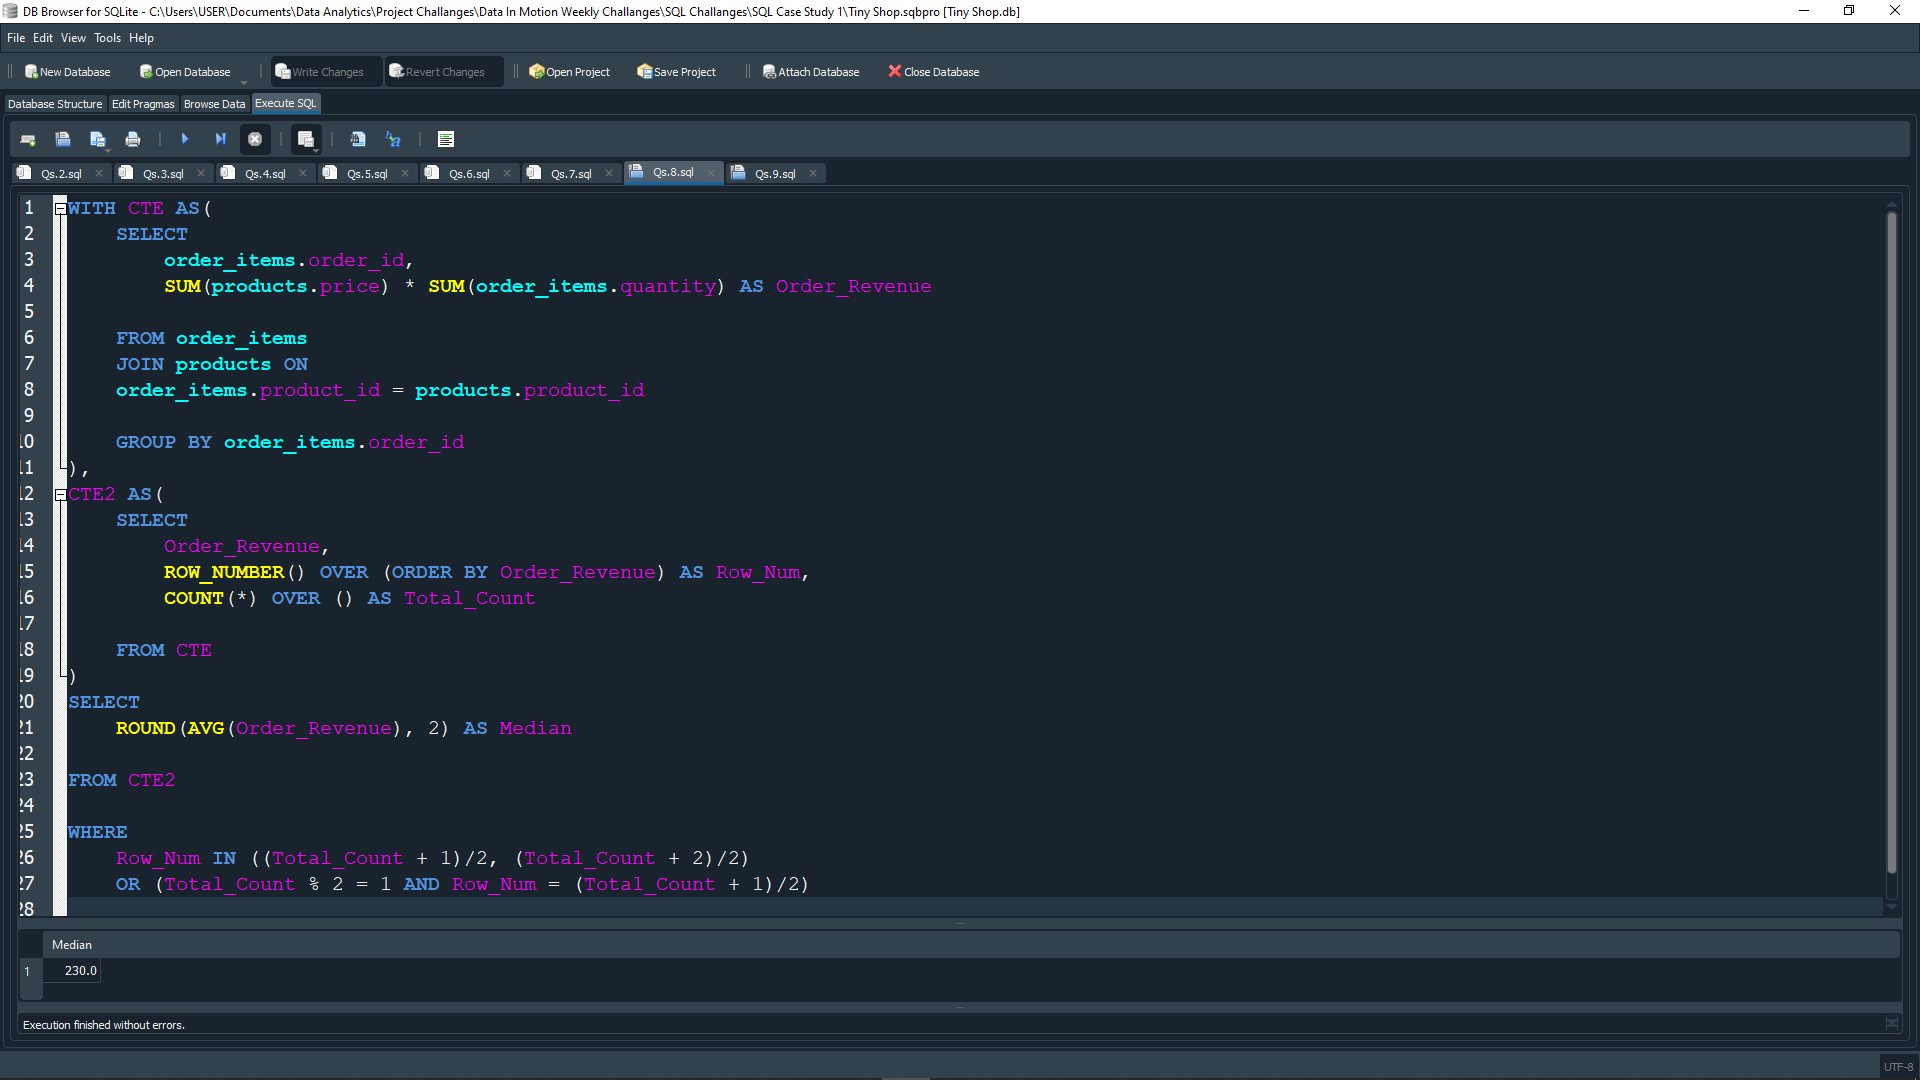 DB Browser for SQLite - C:\Users\USER\Documents\Data Analytics\Project Challanges\Data In Motion Weekly Challanges\SQL Challanges\SQL Case Study 1\Tiny Shop.sqbpro [Tiny Shop.db]
File Edit View Tools Help
New Database Open Database Write Changes Revert Changes Open Project Save Project Attach Database Close Database
Database Structure Edit Pragmas Browse Data Execute SQL
Qs.2.sql Qs.3.sql Qs.4.sql Qs.5.sql Qs.6.sql Qs.7.sql Qs.8.sql Qs.9.sql
1 WITH CTE AS(
2 SELECT
3 order_items.order_id,
4 SUM(products.price) * SUM(order_items.quantity) AS Order_Revenue
5
6 FROM order_items
7 JOIN products ON
8 order_items.product_id = products.product_id
9
10 GROUP BY order_items.order_id
11 ),
12 CTE2 AS(
13 SELECT
14 Order_Revenue,
15 ROW_NUMBER() OVER (ORDER BY Order_Revenue) AS Row_Num,
16 COUNT(*) OVER () AS Total_Count
17
18 FROM CTE
19 )
20 SELECT
21 ROUND(AVG(Order_Revenue), 2) AS Median
22
23 FROM CTE2
24
25 WHERE
26 Row_Num IN ((Total_Count + 1)/2, (Total_Count + 2)/2)
27 OR (Total_Count % 2 = 1 AND Row_Num = (Total_Count + 1)/2)
28
Median
1 230.0
Execution finished without errors.
UTF-8